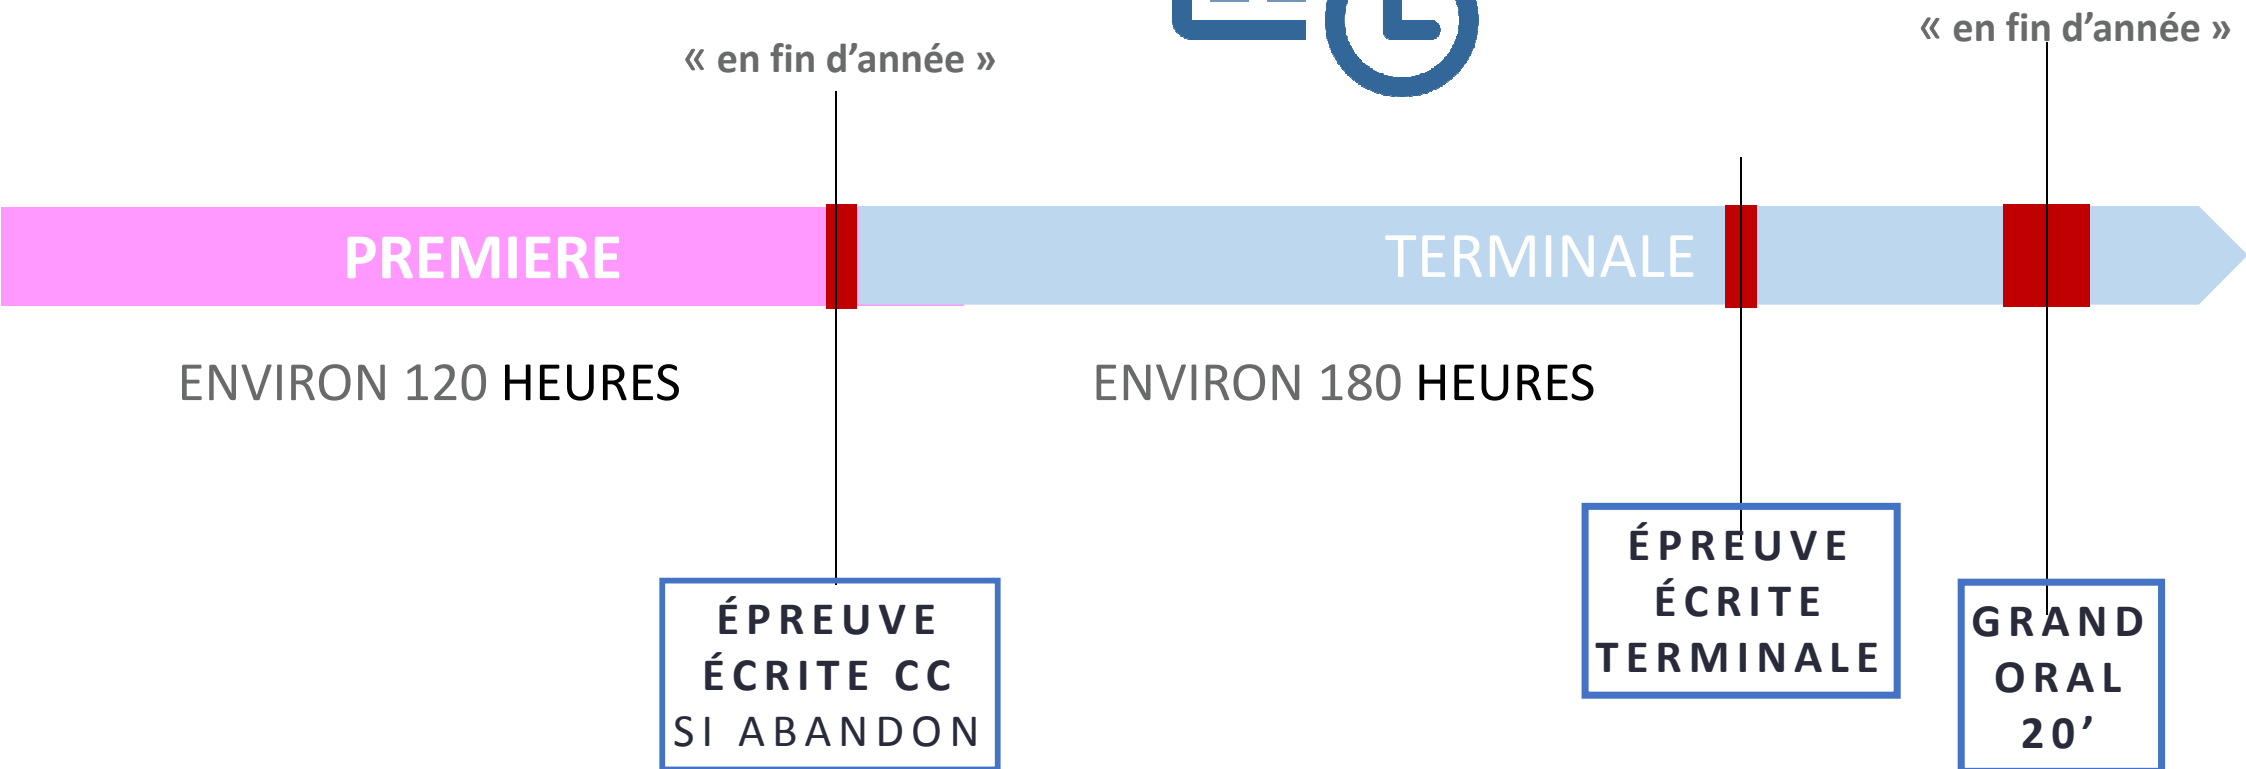 « en fin d’année »
« en fin d’année »
PREMIERE
TERMINALE
ENVIRON 120 HEURES
ENVIRON 180 HEURES
ÉPREUVE
ÉCRITE CC
SI ABANDON
ÉPREUVE
ÉCRITE
TERMINALE
GRAND
ORAL
20’